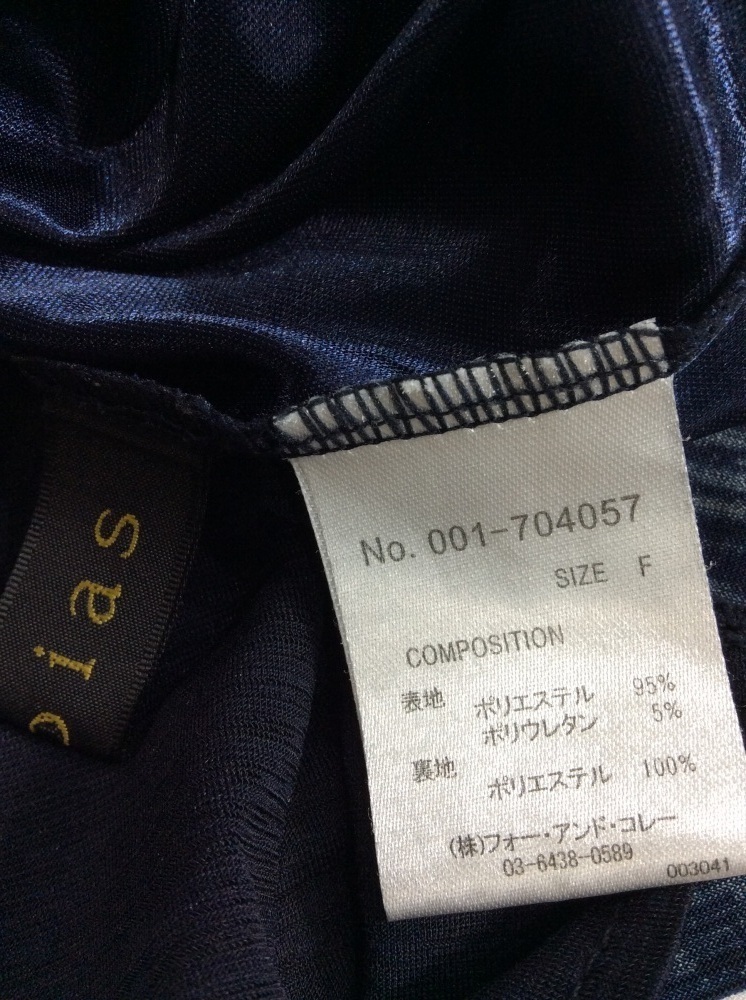 pias
No. 001-704057
SIZE F
COMPOSITION
表地 ポリエステル 95%
ポリウレタン 5%
裏地 ポリエステル 100%
(株)フォー・アンド・コレー
03-6438-0589
003041